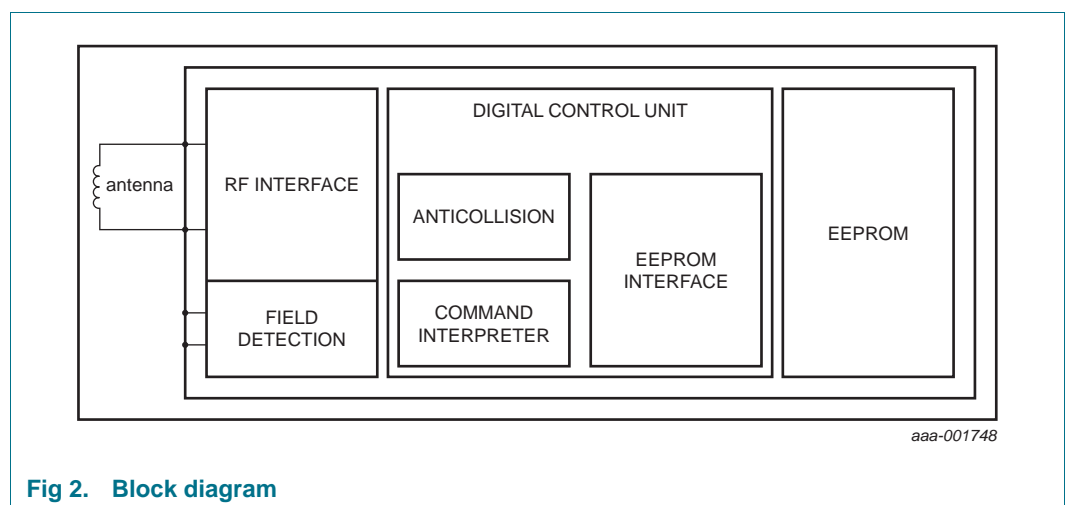 DIGITAL CONTROL UNIT
antenna
RF INTERFACE
ANTICOLLISION
EEPROM
INTERFACE
EEPROM
FIELD
DETECTION
COMMAND
INTERPRETER
aaa-001748
Fig 2. Block diagram